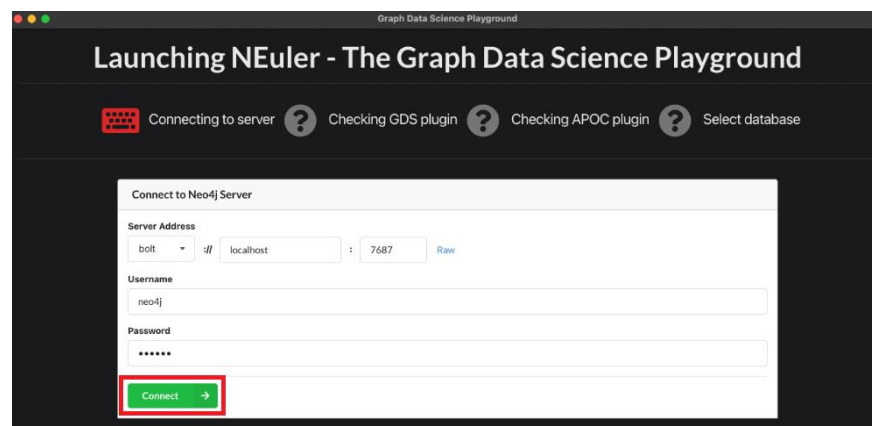 Graph Data Science Playground
Launching NEuler - The Graph Data Science Playground
Connecting to server ? Checking GDS plugin ? Checking APOC plugin ? Select database
Connect to Neo4j Server
Server Address
bolt :// localhost : 7687 Raw
Username
neo4j
Password
••••••
Connect →